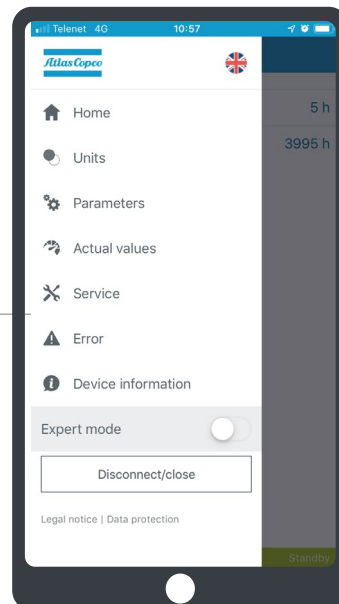 Telenet 4G 10:57
Atlas Copco
Home
5 h
Units
3995 h
Parameters
Actual values
Service
Error
Device information
Expert mode
Disconnect/close
Legal notice | Data protection
Standby